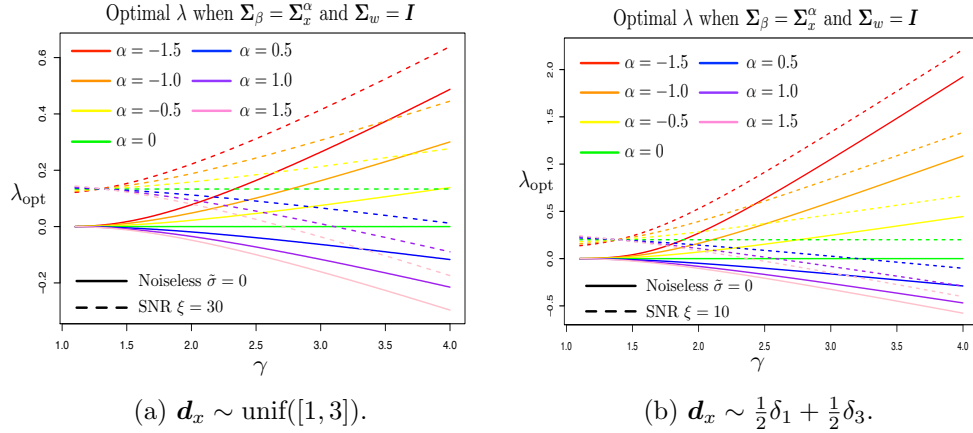 Optimal λ when Σ_β = Σ_x^α and Σ_w = I
α = −1.5
α = 0.5
α = −1.0
α = 1.0
α = −0.5
α = 1.5
α = 0
λ_opt
0.6
0.4
0.2
0.0
-0.2
Noiseless σ̃ = 0
SNR ξ = 30
1.0 1.5 2.0 2.5 3.0 3.5 4.0
γ
(a) d_x ∼ unif([1, 3]).
Optimal λ when Σ_β = Σ_x^α and Σ_w = I
α = −1.5
α = 0.5
α = −1.0
α = 1.0
α = −0.5
α = 1.5
α = 0
λ_opt
2.0
1.5
1.0
0.5
0.0
-0.5
Noiseless σ̃ = 0
SNR ξ = 10
1.0 1.5 2.0 2.5 3.0 3.5 4.0
γ
(b) d_x ∼ ½δ_1 + ½δ_3.